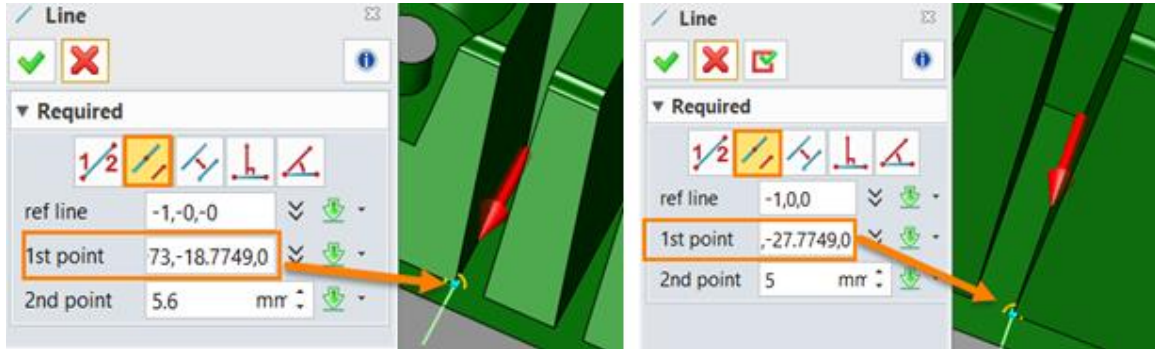 Line
Required
1/2
ref line -1,-0,-0
1st point 73,-18.7749,0
2nd point 5.6 mm
Line
Required
1/2
ref line -1,0,0
1st point ,-27.7749,0
2nd point 5 mm